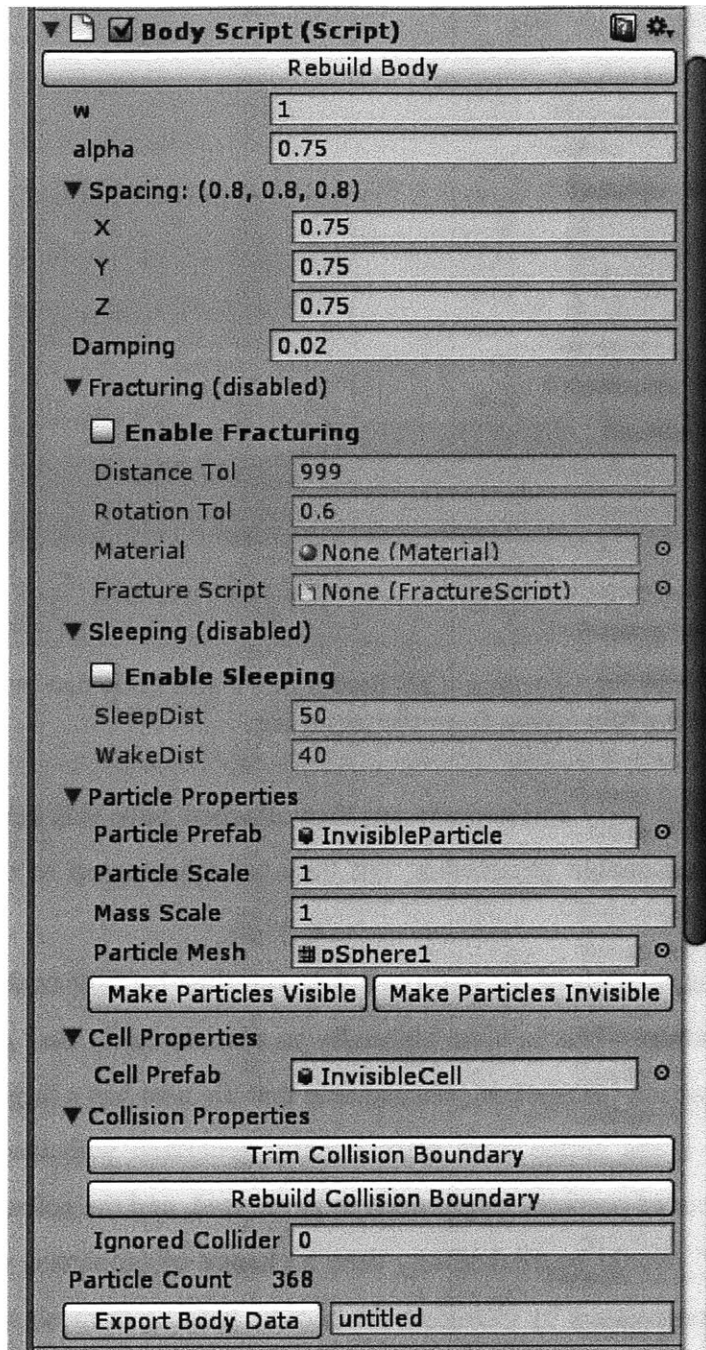 Body Script (Script)
Rebuild Body
w 1
alpha 0.75
Spacing: (0.8, 0.8, 0.8)
X 0.75
Y 0.75
Z 0.75
Damping 0.02
Fracturing (disabled)
Enable Fracturing
Distance Tol 999
Rotation Tol 0.6
Material None (Material)
Fracture Script None (FractureScript)
Sleeping (disabled)
Enable Sleeping
SleepDist 50
WakeDist 40
Particle Properties
Particle Prefab InvisibleParticle
Particle Scale 1
Mass Scale 1
Particle Mesh pSphere1
Make Particles Visible Make Particles Invisible
Cell Properties
Cell Prefab InvisibleCell
Collision Properties
Trim Collision Boundary
Rebuild Collision Boundary
Ignored Collider 0
Particle Count 368
Export Body Data untitled